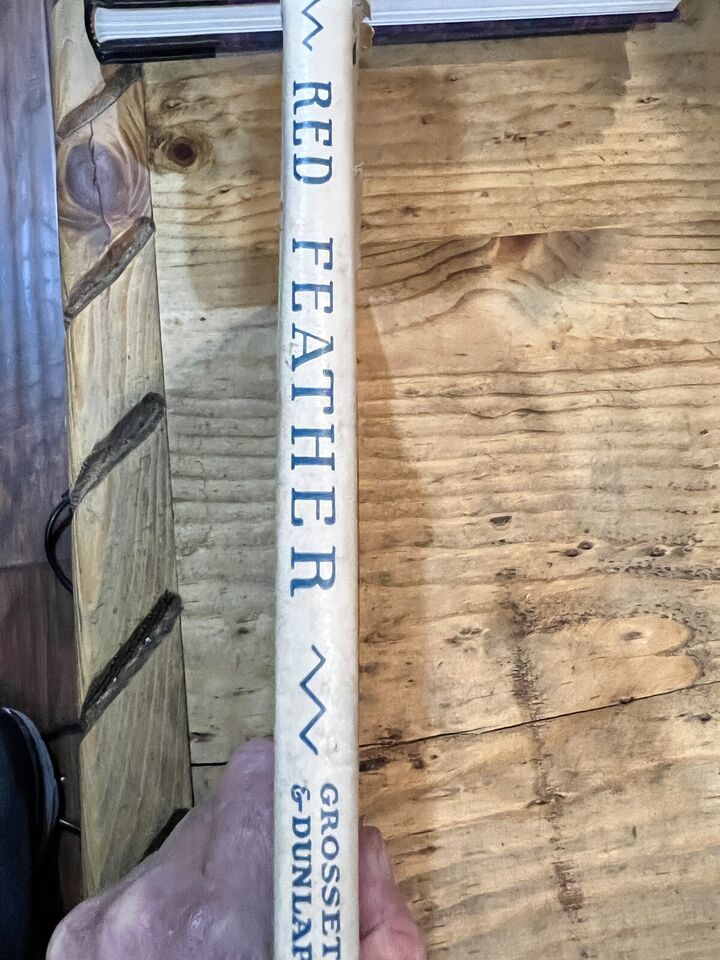 RED FEATHER
GROSSET
& DUNLAP